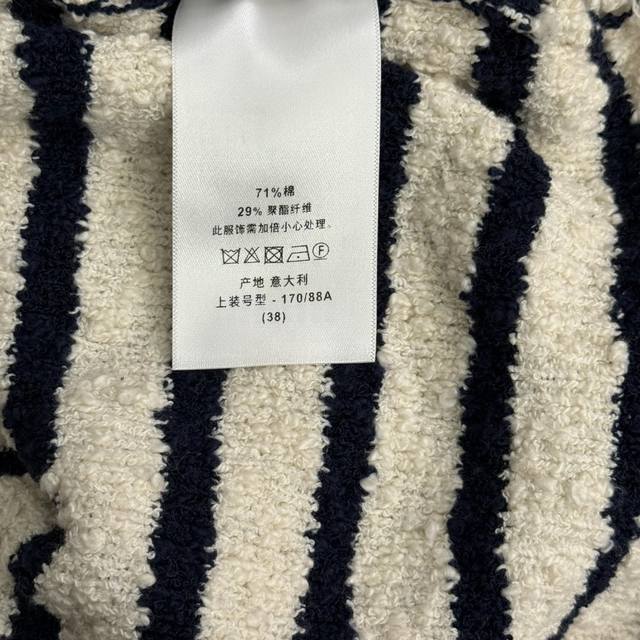 71% 棉
29% 聚酯纤维
此服饰需加倍小心处理。
P
产地 意大利
上装号型 - 170/88A
(38)